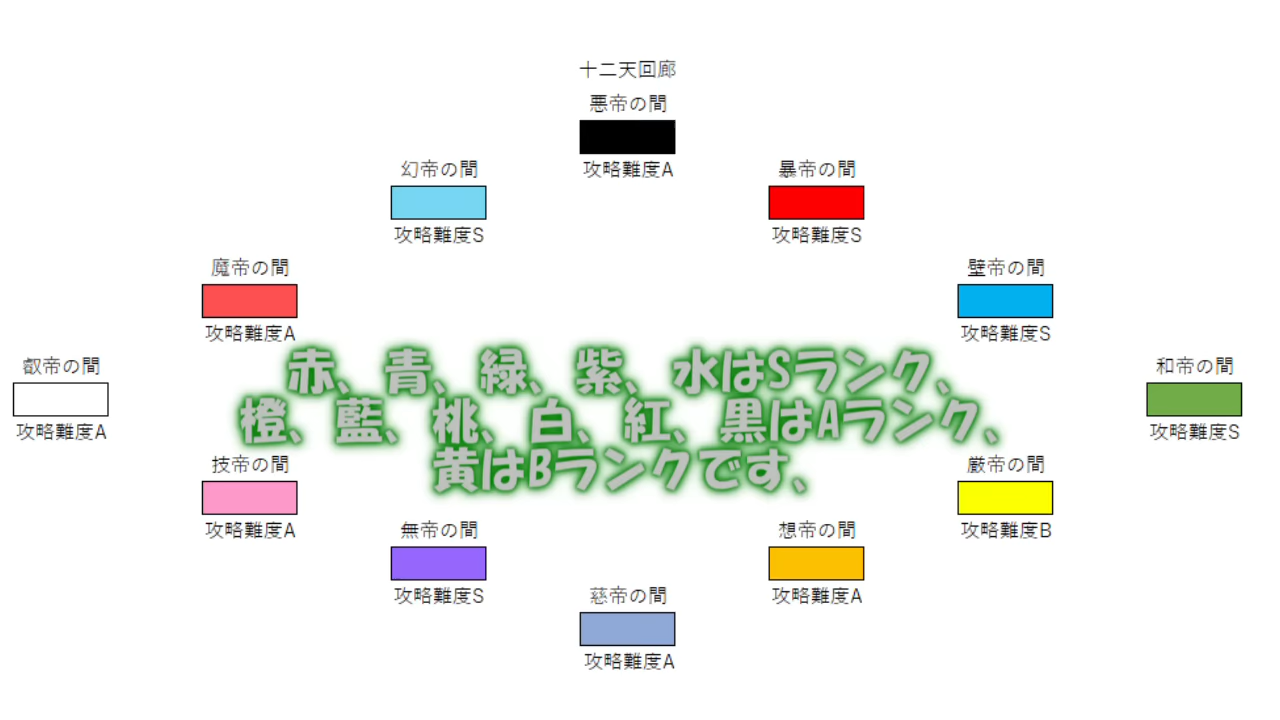 十二天回廊
悪帝の間
攻略難度A
幻帝の間
攻略難度S
暴帝の間
攻略難度S
魔帝の間
攻略難度A
壁帝の間
攻略難度S
叡帝の間
攻略難度A
和帝の間
攻略難度S
赤、青、緑、紫、水はSランク、
橙、藍、桃、白、紅、黒はAランク、
黄はBランクです、
技帝の間
攻略難度A
厳帝の間
攻略難度B
無帝の間
攻略難度S
想帝の間
攻略難度A
慈帝の間
攻略難度A